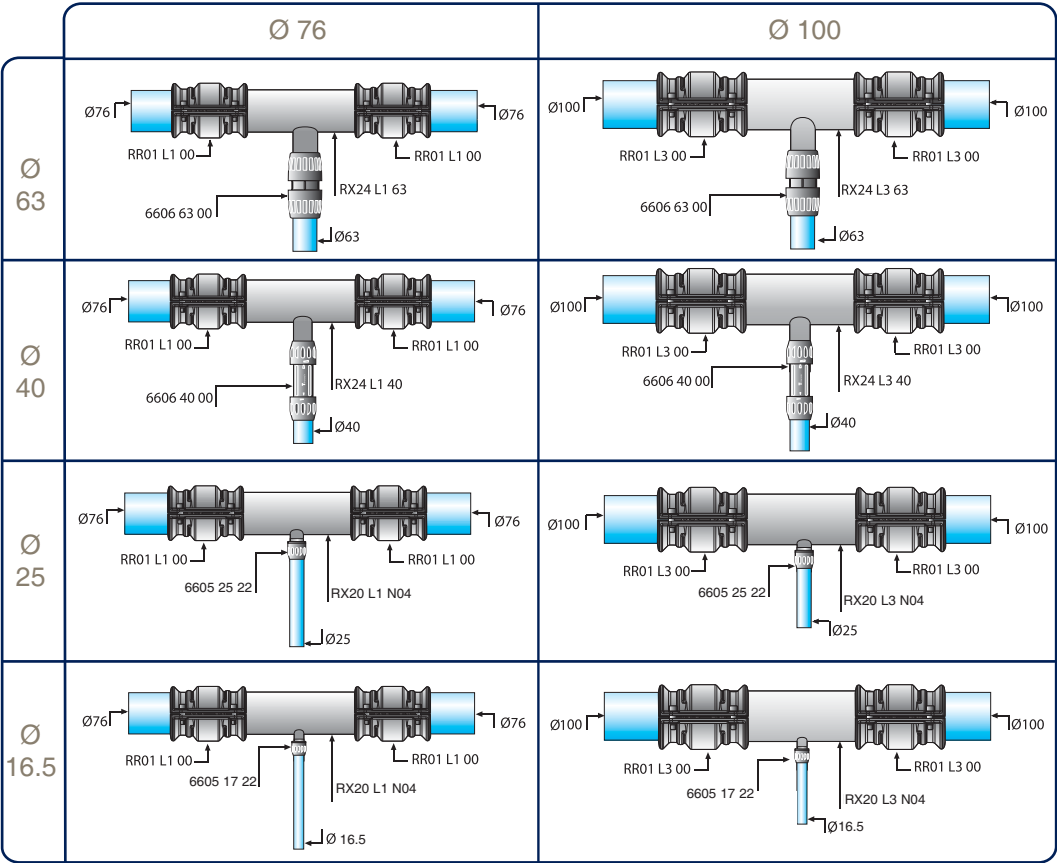 Ø 76
Ø 100
Ø
63
Ø76
Ø76
RR01 L1 00
RR01 L1 00
RX24 L1 63
6606 63 00
Ø63
Ø100
Ø100
RR01 L3 00
RR01 L3 00
RX24 L3 63
6606 63 00
Ø63
Ø
40
Ø76
Ø76
RR01 L1 00
RR01 L1 00
RX24 L1 40
6606 40 00
Ø40
Ø100
Ø100
RR01 L3 00
RR01 L3 00
RX24 L3 40
6606 40 00
Ø40
Ø
25
Ø76
Ø76
RR01 L1 00
RR01 L1 00
6605 25 22
RX20 L1 N04
Ø25
Ø100
Ø100
RR01 L3 00
RR01 L3 00
6605 25 22
RX20 L3 N04
Ø25
Ø
16.5
Ø76
Ø76
RR01 L1 00
RR01 L1 00
6605 17 22
RX20 L1 N04
Ø 16.5
Ø100
Ø100
RR01 L3 00
RR01 L3 00
6605 17 22
RX20 L3 N04
Ø16.5